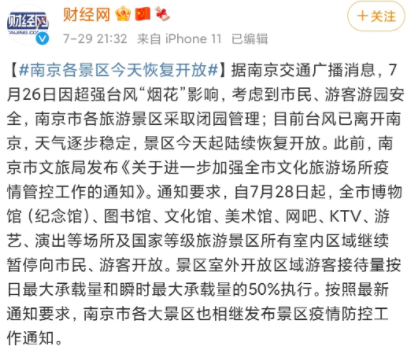 财经网
7-29 21:32 来自 iPhone 11 已编辑
+关注
【#南京各景区今天恢复开放#】据南京交通广播消息，7
月26日因超强台风“烟花”影响，考虑到市民、游客游园安
全，南京市各旅游景区采取闭园管理；目前台风已离开南
京，天气逐步稳定，景区今天起陆续恢复开放。此前，南
京市文旅局发布《关于进一步加强全市文化旅游场所疫
情管控工作的通知》。通知要求，自7月28日起，全市博物
馆（纪念馆）、图书馆、文化馆、美术馆、网吧、KTV、游
艺、演出等场所及国家等级旅游景区所有室内区域继续
暂停向市民、游客开放。景区室外开放区域游客接待量按
日最大承载量和瞬时最大承载量的50%执行。按照最新
通知要求，南京市各大景区也相继发布景区疫情防控工
作通知。